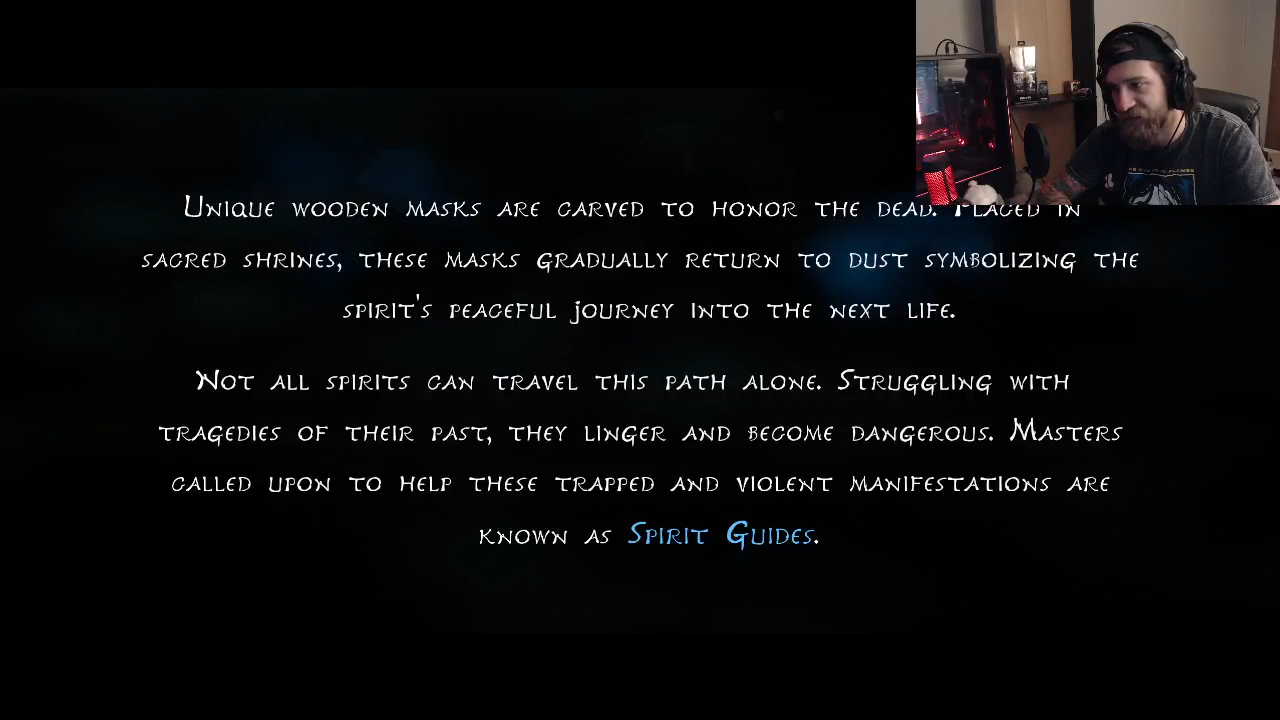 Unique wooden masks are carved to honor the dead. Placed in
sacred shrines, these masks gradually return to dust symbolizing the
spirit's peaceful journey into the next life.
Not all spirits can travel this path alone. Struggling with
tragedies of their past, they linger and become dangerous. Masters
called upon to help these trapped and violent manifestations are
known as Spirit Guides.